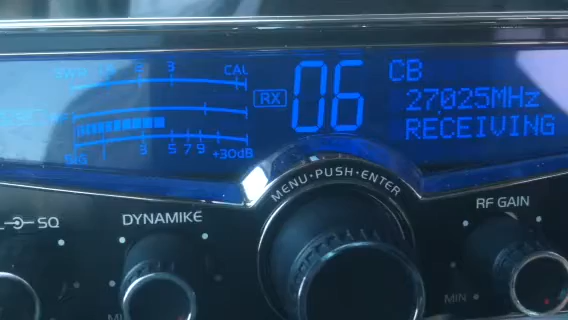 SWR 3 CAL
RX 06 CB
27025MHz
RECEIVING
SIG 3 5 7 9 +30dB
MENU·PUSH·ENTER
SQ DYNAMIKE RF GAIN
MIN